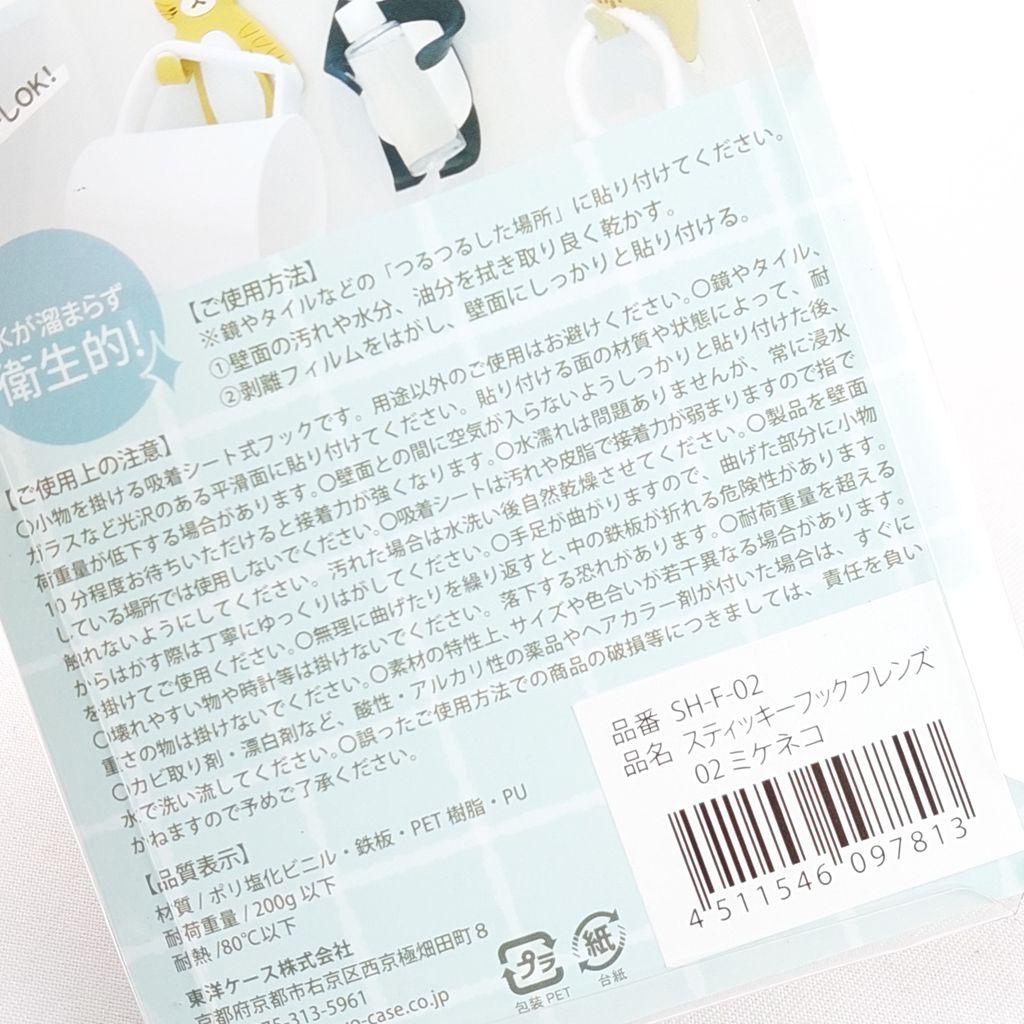 しOK!
水が溜まらず
衛生的!
【ご使用方法】
※鏡やタイルなどの「つるつるした場所」に貼り付けてください。
①壁面の汚れや水分、油分を拭き取り良く乾かす。
②剥離フィルムをはがし、壁面にしっかりと貼り付ける。
【ご使用上の注意】
○小物を掛ける吸着シート式フックです。用途以外のご使用はお避けください。○鏡やタイル、
ガラスなど光沢のある平滑面に貼り付けてください。貼り付ける面の材質や状態によって、耐
荷重量が低下する場合があります。○壁面との間に空気が入らないようしっかりと貼り付けた後、
10分程度お待ちいただけると接着力が強くなります。○水濡れは問題ありませんが、常に浸水
している場所では使用しないでください。○吸着シートは汚れや皮脂で接着力が弱まりますので指で
触れないようにしてください。汚れた場合は水洗い後自然乾燥させてください。○製品を壁面
からはがす際は丁寧にゆっくりはがしてください。○手足が曲がりますので、曲げた部分に小物
を掛けてご使用ください。○無理に曲げたりを繰り返すと、中の鉄板が折れる危険性があります。
○壊れやすい物や時計等は掛けないでください。落下する恐れがあります。○耐荷重量を超える
重さの物は掛けないでください。○素材の特性上、サイズや色合いが若干異なる場合があります。
○カビ取り剤・漂白剤など、酸性・アルカリ性の薬品やヘアカラー剤が付いた場合は、すぐに
水で洗い流してください。○誤ったご使用方法での商品の破損等につきましては、責任を負い
かねますので予めご了承ください。
【品質表示】
材質/ポリ塩化ビニル・鉄板・PET樹脂・PU
耐荷重量/200g以下
耐熱/80℃以下
東洋ケース株式会社
京都府京都市右京区西京極畑田町8
75-313-5961
o-case.co.jp
プラ
包装PET
紙
台紙
品番 SH-F-02
品名 スティッキーフックフレンズ
02ミケネコ
4 511546 097813